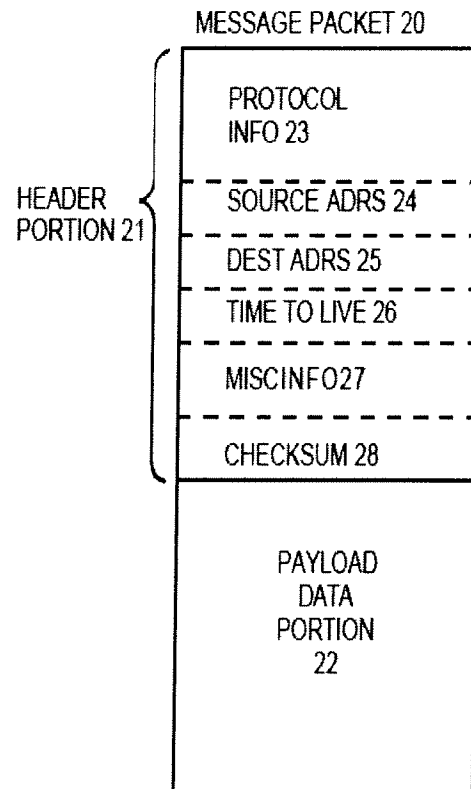 MESSAGE PACKET 20
PROTOCOL
INFO 23
HEADER
PORTION 21
SOURCE ADRS 24
DEST ADRS 25
TIME TO LIVE 26
MISCINFO27
CHECKSUM 28
PAYLOAD
DATA
PORTION
22